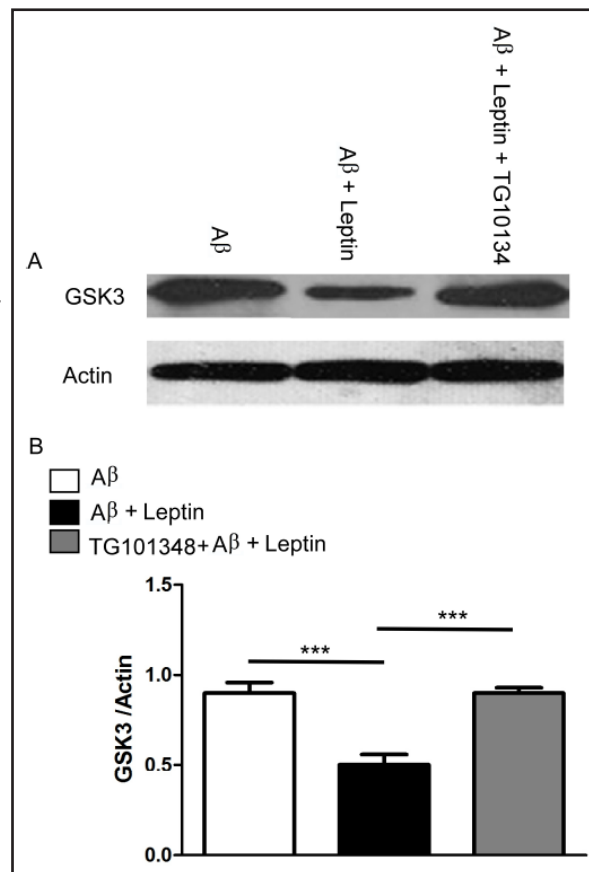 Aβ
Aβ + Leptin
Aβ + Leptin + TG10134
A
GSK3
Actin
B
Aβ
Aβ + Leptin
TG101348+Aβ + Leptin
1.5
1.0
0.5
0.0
GSK3 /Actin
***
***